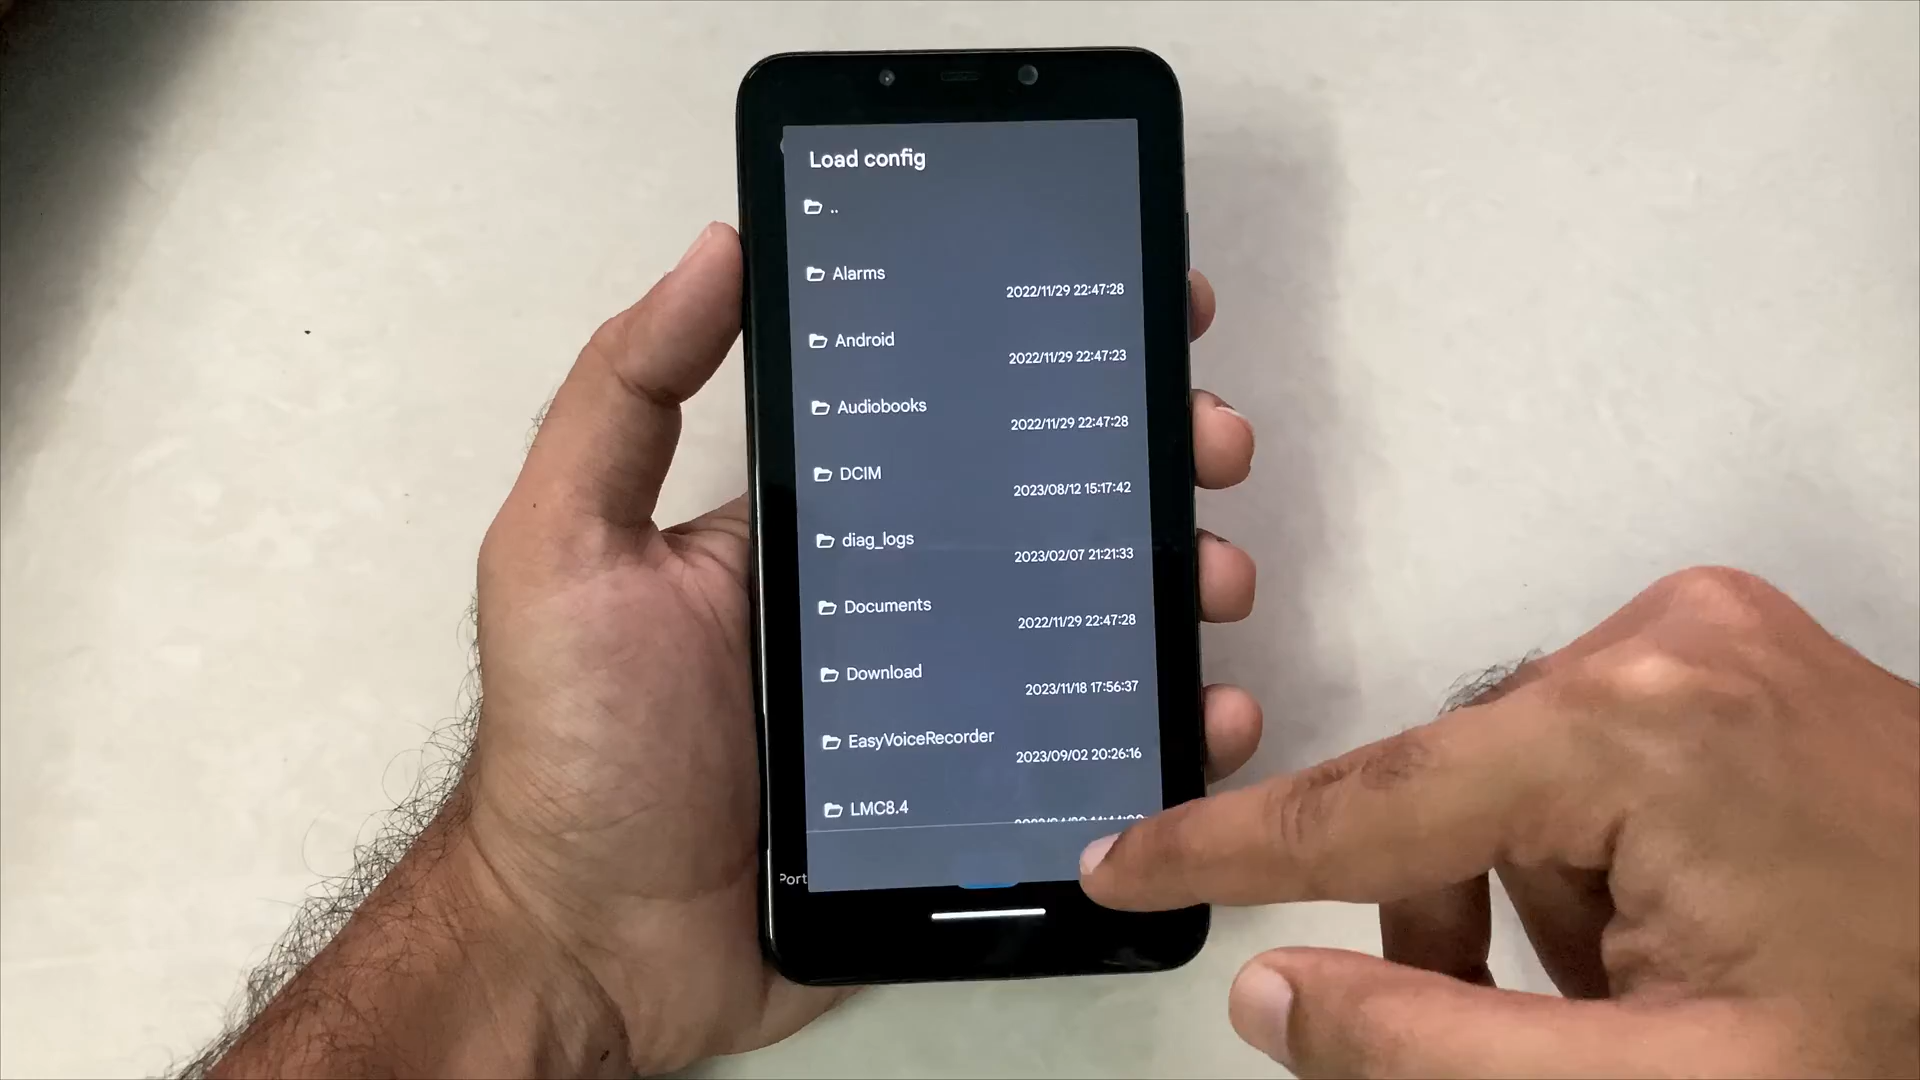 Load config
..
Alarms
2022/11/29 22:47:28
Android
2022/11/29 22:47:23
Audiobooks
2022/11/29 22:47:28
DCIM
2023/08/12 15:17:42
diag_logs
2023/02/07 21:21:33
Documents
2022/11/29 22:47:28
Download
2023/11/18 17:56:37
EasyVoiceRecorder
2023/09/02 20:26:16
LMC8.4
Port